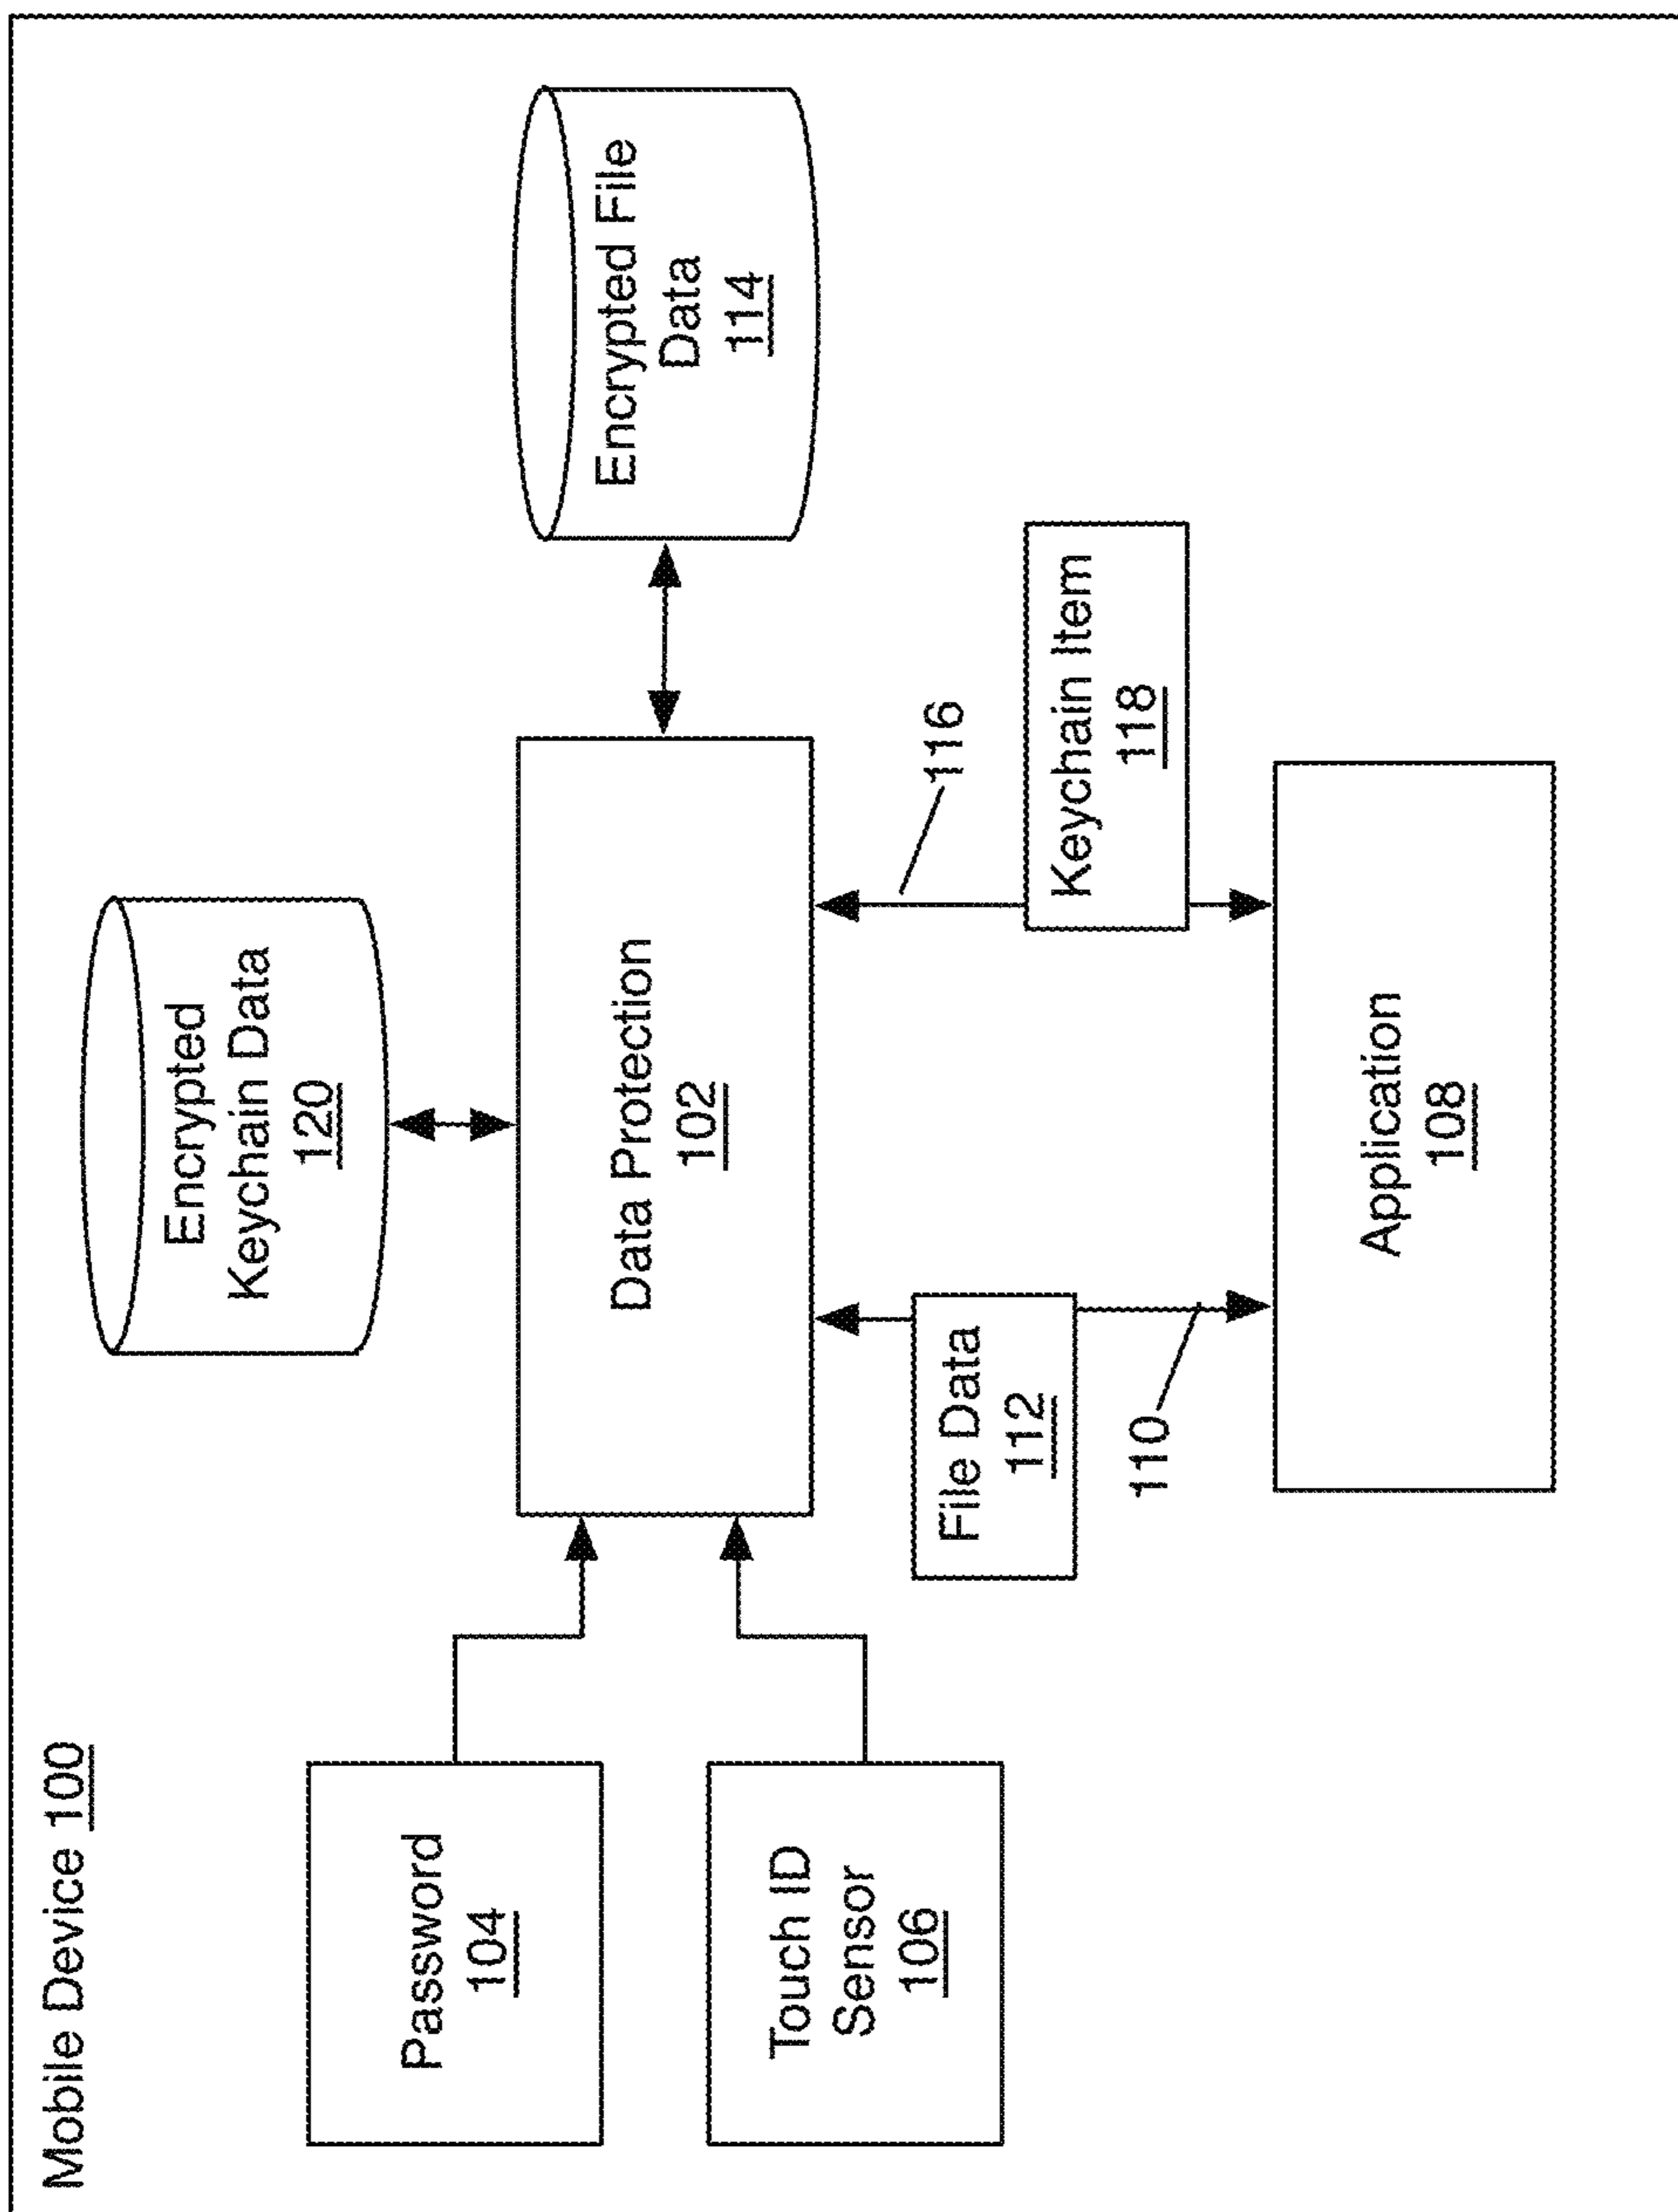 Mobile Device 100
Encrypted
Keychain Data
120
Password
104
Touch ID
Sensor
106
Data Protection
102
Encrypted File
Data
114
File Data
112
110
116
Keychain Item
118
Application
108